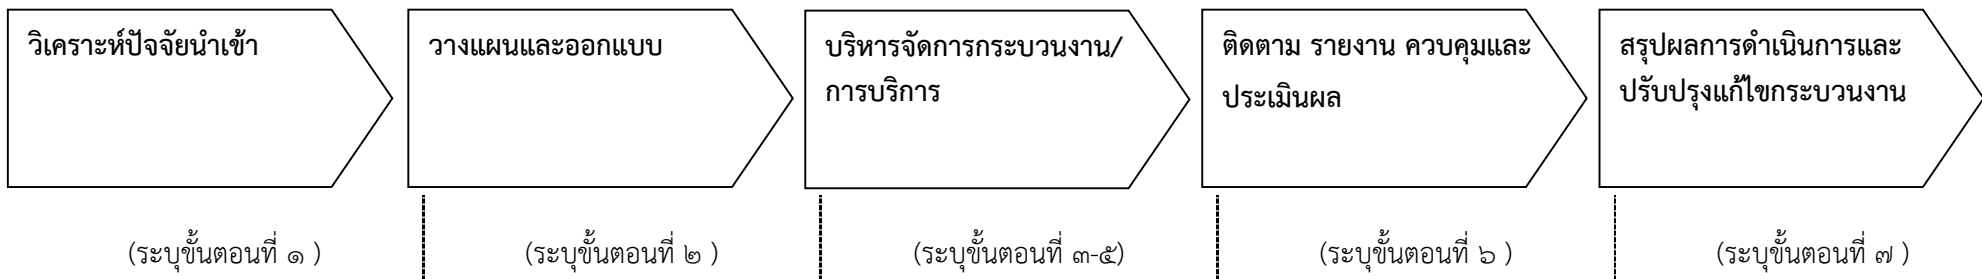 วิเคราะห์ปัจจัยนำเข้า
วางแผนและออกแบบ
บริหารจัดการกระบวนงาน/
การบริการ
ติดตาม รายงาน ควบคุมและ
ประเมินผล
สรุปผลการดำเนินการและ
ปรับปรุงแก้ไขกระบวนงาน
(ระบุขั้นตอนที่ ๑ )
(ระบุขั้นตอนที่ ๒ )
(ระบุขั้นตอนที่ ๓-๕)
(ระบุขั้นตอนที่ ๖ )
(ระบุขั้นตอนที่ ๗ )